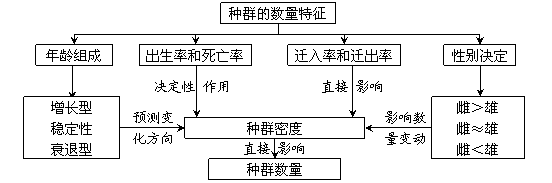 种群的数量特征
年龄组成 出生率和死亡率 迁入率和迁出率 性别决定
决定性 作用 直接 影响
增长型
稳定性
衰退型
预测变
化方向
种群密度
影响数
量变动
雌>雄
雌≈雄
雌<雄
直接 影响
种群数量